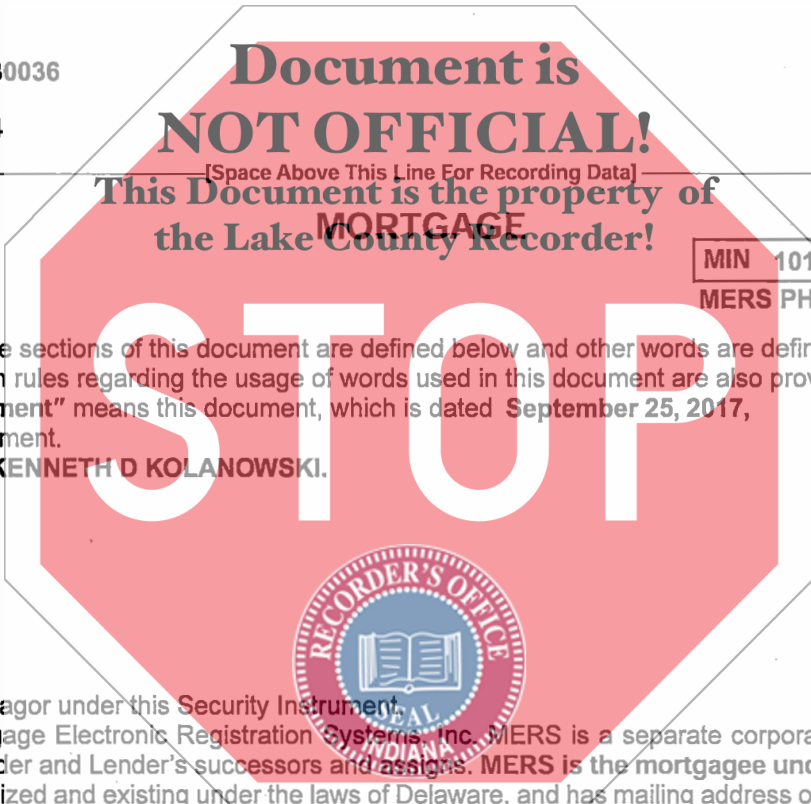 0036
Document is
NOT OFFICIAL!
[Space Above This Line For Recording Data]
This Document is the property of
MORTGAGE
the Lake County Recorder!
MIN 101
MERS PH
e sections of this document are defined below and other words are defin
rules regarding the usage of words used in this document are also prov
ment" means this document, which is dated September 25, 2017,
ment.
KENNETH D KOLANOWSKI.
STOP
RECORDER'S OFFICE
SEAL
INDIANA
agor under this Security Instrument.
age Electronic Registration Systems, Inc. MERS is a separate corpora
der and Lender's successors and assigns. MERS is the mortgagee und
ized and existing under the laws of Delaware, and has mailing address o